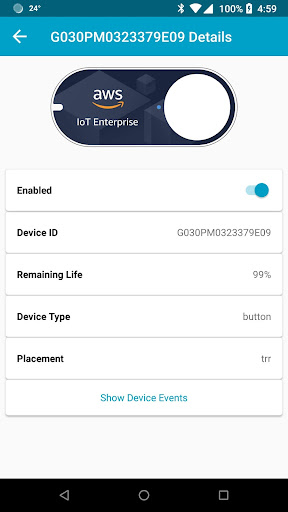 24°
100%
4:59
G030PM0323379E09 Details
aws
IoT Enterprise
Enabled
Device ID G030PM0323379E09
Remaining Life 99%
Device Type button
Placement trr
Show Device Events